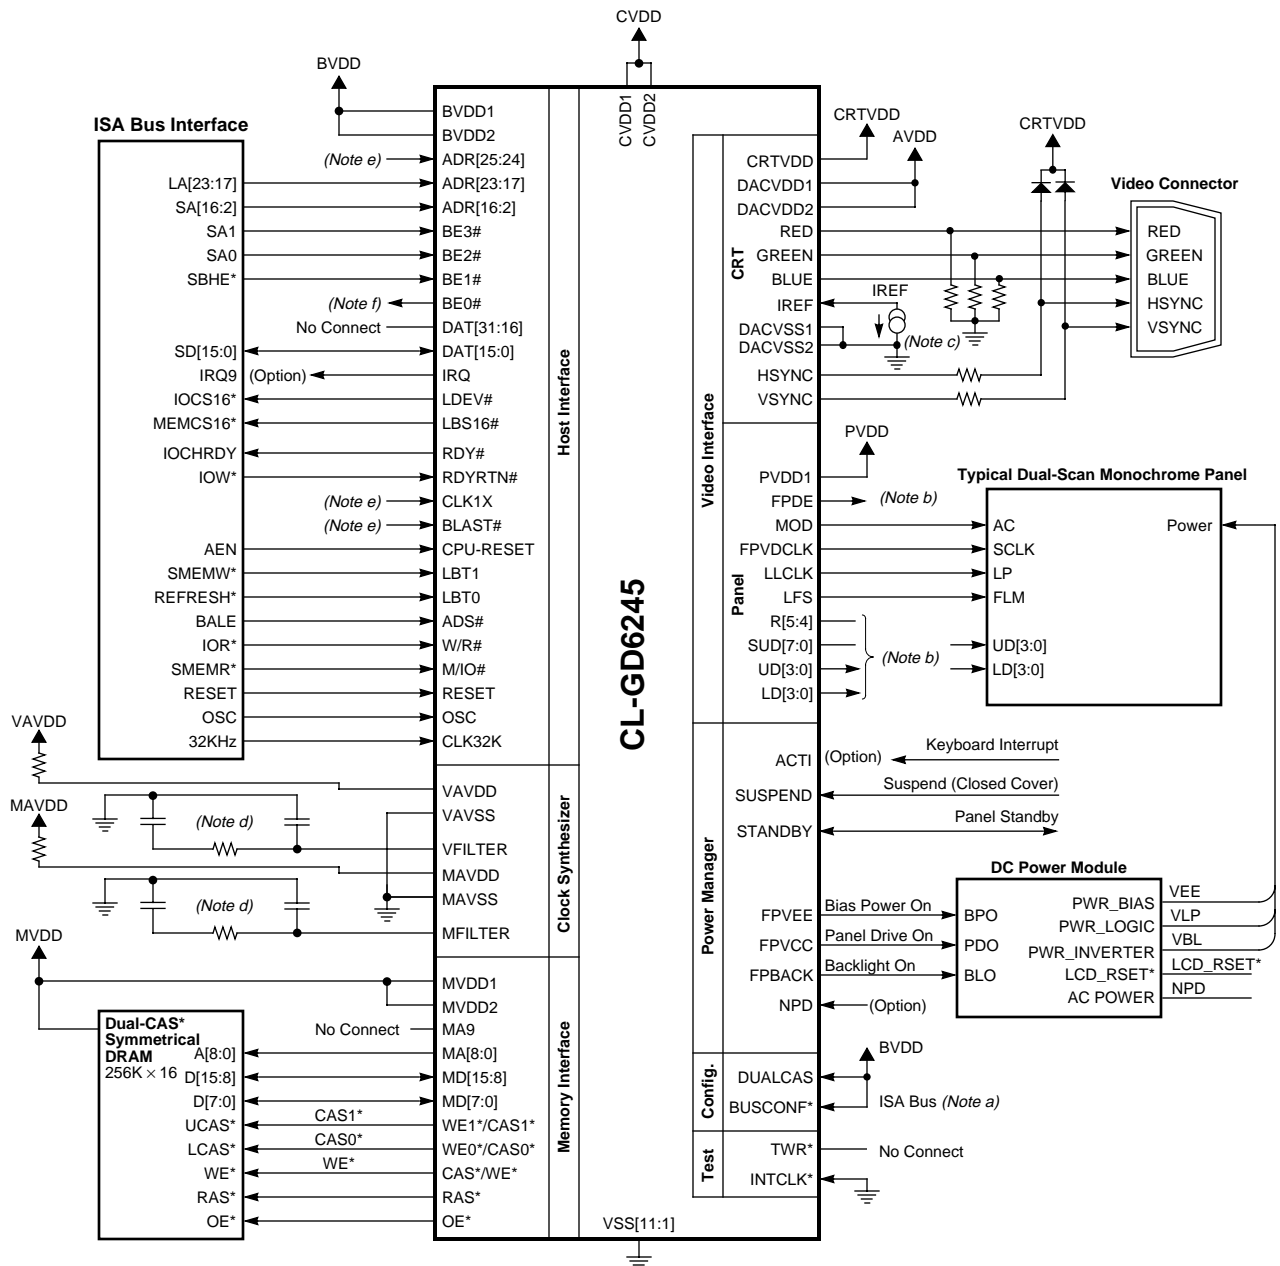 CVDD
CVDD1
CVDD2
BVDD
ISA Bus Interface
LA[23:17]
SA[16:2]
SA1
SA0
SBHE*
SD[15:0]
IRQ9
IOCS16*
MEMCS16*
IOCHRDY
IOW*
AEN
SMEMW*
REFRESH*
BALE
IOR*
SMEMR*
RESET
OSC
32KHz
(Note e)
(Note f)
No Connect
(Option)
(Note e)
(Note e)
BVDD1
BVDD2
ADR[25:24]
ADR[23:17]
ADR[16:2]
BE3#
BE2#
BE1#
BE0#
DAT[31:16]
DAT[15:0]
IRQ
LDEV#
LBS16#
RDY#
RDYRTN#
CLK1X
BLAST#
CPU-RESET
LBT1
LBT0
ADS#
W/R#
M/IO#
RESET
OSC
CLK32K
Host Interface
VAVDD
MAVDD
(Note d)
(Note d)
VAVDD
VAVSS
VFILTER
MAVDD
MAVSS
MFILTER
Clock Synthesizer
MVDD
Dual-CAS*
Symmetrical
DRAM
256K × 16
A[8:0]
D[15:8]
D[7:0]
UCAS*
LCAS*
WE*
RAS*
OE*
No Connect
CAS1*
CAS0*
WE*
MVDD1
MVDD2
MA9
MA[8:0]
MD[15:8]
MD[7:0]
WE1*/CAS1*
WE0*/CAS0*
CAS*/WE*
RAS*
OE*
Memory Interface
CL-GD6245
VSS[11:1]
Video Interface
CRT
CRTVDD
DACVDD1
DACVDD2
RED
GREEN
BLUE
IREF
DACVSS1
DACVSS2
HSYNC
VSYNC
CRTVDD
AVDD
CRTVDD
IREF
(Note c)
Video Connector
RED
GREEN
BLUE
HSYNC
VSYNC
Panel
PVDD1
FPDE
MOD
FPVDCLK
LLCLK
LFS
R[5:4]
SUD[7:0]
UD[3:0]
LD[3:0]
PVDD
(Note b)
(Note b)
Typical Dual-Scan Monochrome Panel
AC
SCLK
LP
FLM
UD[3:0]
LD[3:0]
Power
Power Manager
ACTI
SUSPEND
STANDBY
FPVEE
FPVCC
FPBACK
NPD
(Option)
Keyboard Interrupt
Suspend (Closed Cover)
Panel Standby
Bias Power On
Panel Drive On
Backlight On
(Option)
DC Power Module
BPO
PDO
BLO
PWR_BIAS
PWR_LOGIC
PWR_INVERTER
LCD_RSET*
AC POWER
VEE
VLP
VBL
LCD_RSET*
NPD
Config.
DUALCAS
BUSCONF*
BVDD
ISA Bus (Note a)
Test
TWR*
INTCLK*
No Connect